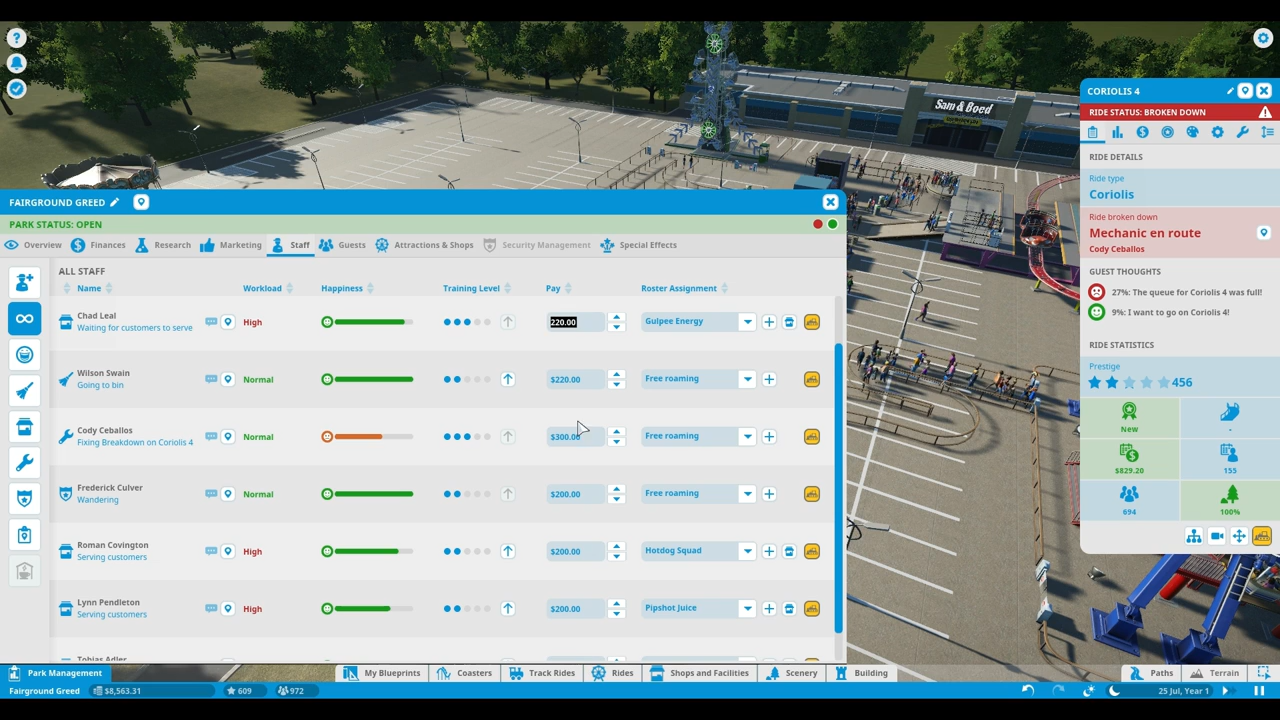 Sam & Boed
CORIOLIS 4
RIDE STATUS: BROKEN DOWN
RIDE DETAILS
Ride type
Coriolis
Ride broken down
Mechanic en route
Cody Ceballos
GUEST THOUGHTS
27%: The queue for Coriolis 4 was full!
9%: I want to go on Coriolis 4!
RIDE STATISTICS
Prestige
456
New
-
$829.20
155
694
100%
FAIRGROUND GREED
PARK STATUS: OPEN
Overview
Finances
Research
Marketing
Staff
Guests
Attractions & Shops
Security Management
Special Effects
ALL STAFF
Name
Workload
Happiness
Training Level
Pay
Roster Assignment
Chad Leal
Waiting for customers to serve
High
220.00
Gulpee Energy
Wilson Swain
Going to bin
Normal
$220.00
Free roaming
Cody Ceballos
Fixing Breakdown on Coriolis 4
Normal
$300.00
Free roaming
Frederick Culver
Wandering
Normal
$200.00
Free roaming
Roman Covington
Serving customers
High
$200.00
Hotdog Squad
Lynn Pendleton
Serving customers
High
$200.00
Pipshot Juice
Tobias Adler
Park Management
My Blueprints
Coasters
Track Rides
Rides
Shops and Facilities
Scenery
Building
Paths
Terrain
Fairground Greed
$8,563.31
609
972
25 Jul, Year 1